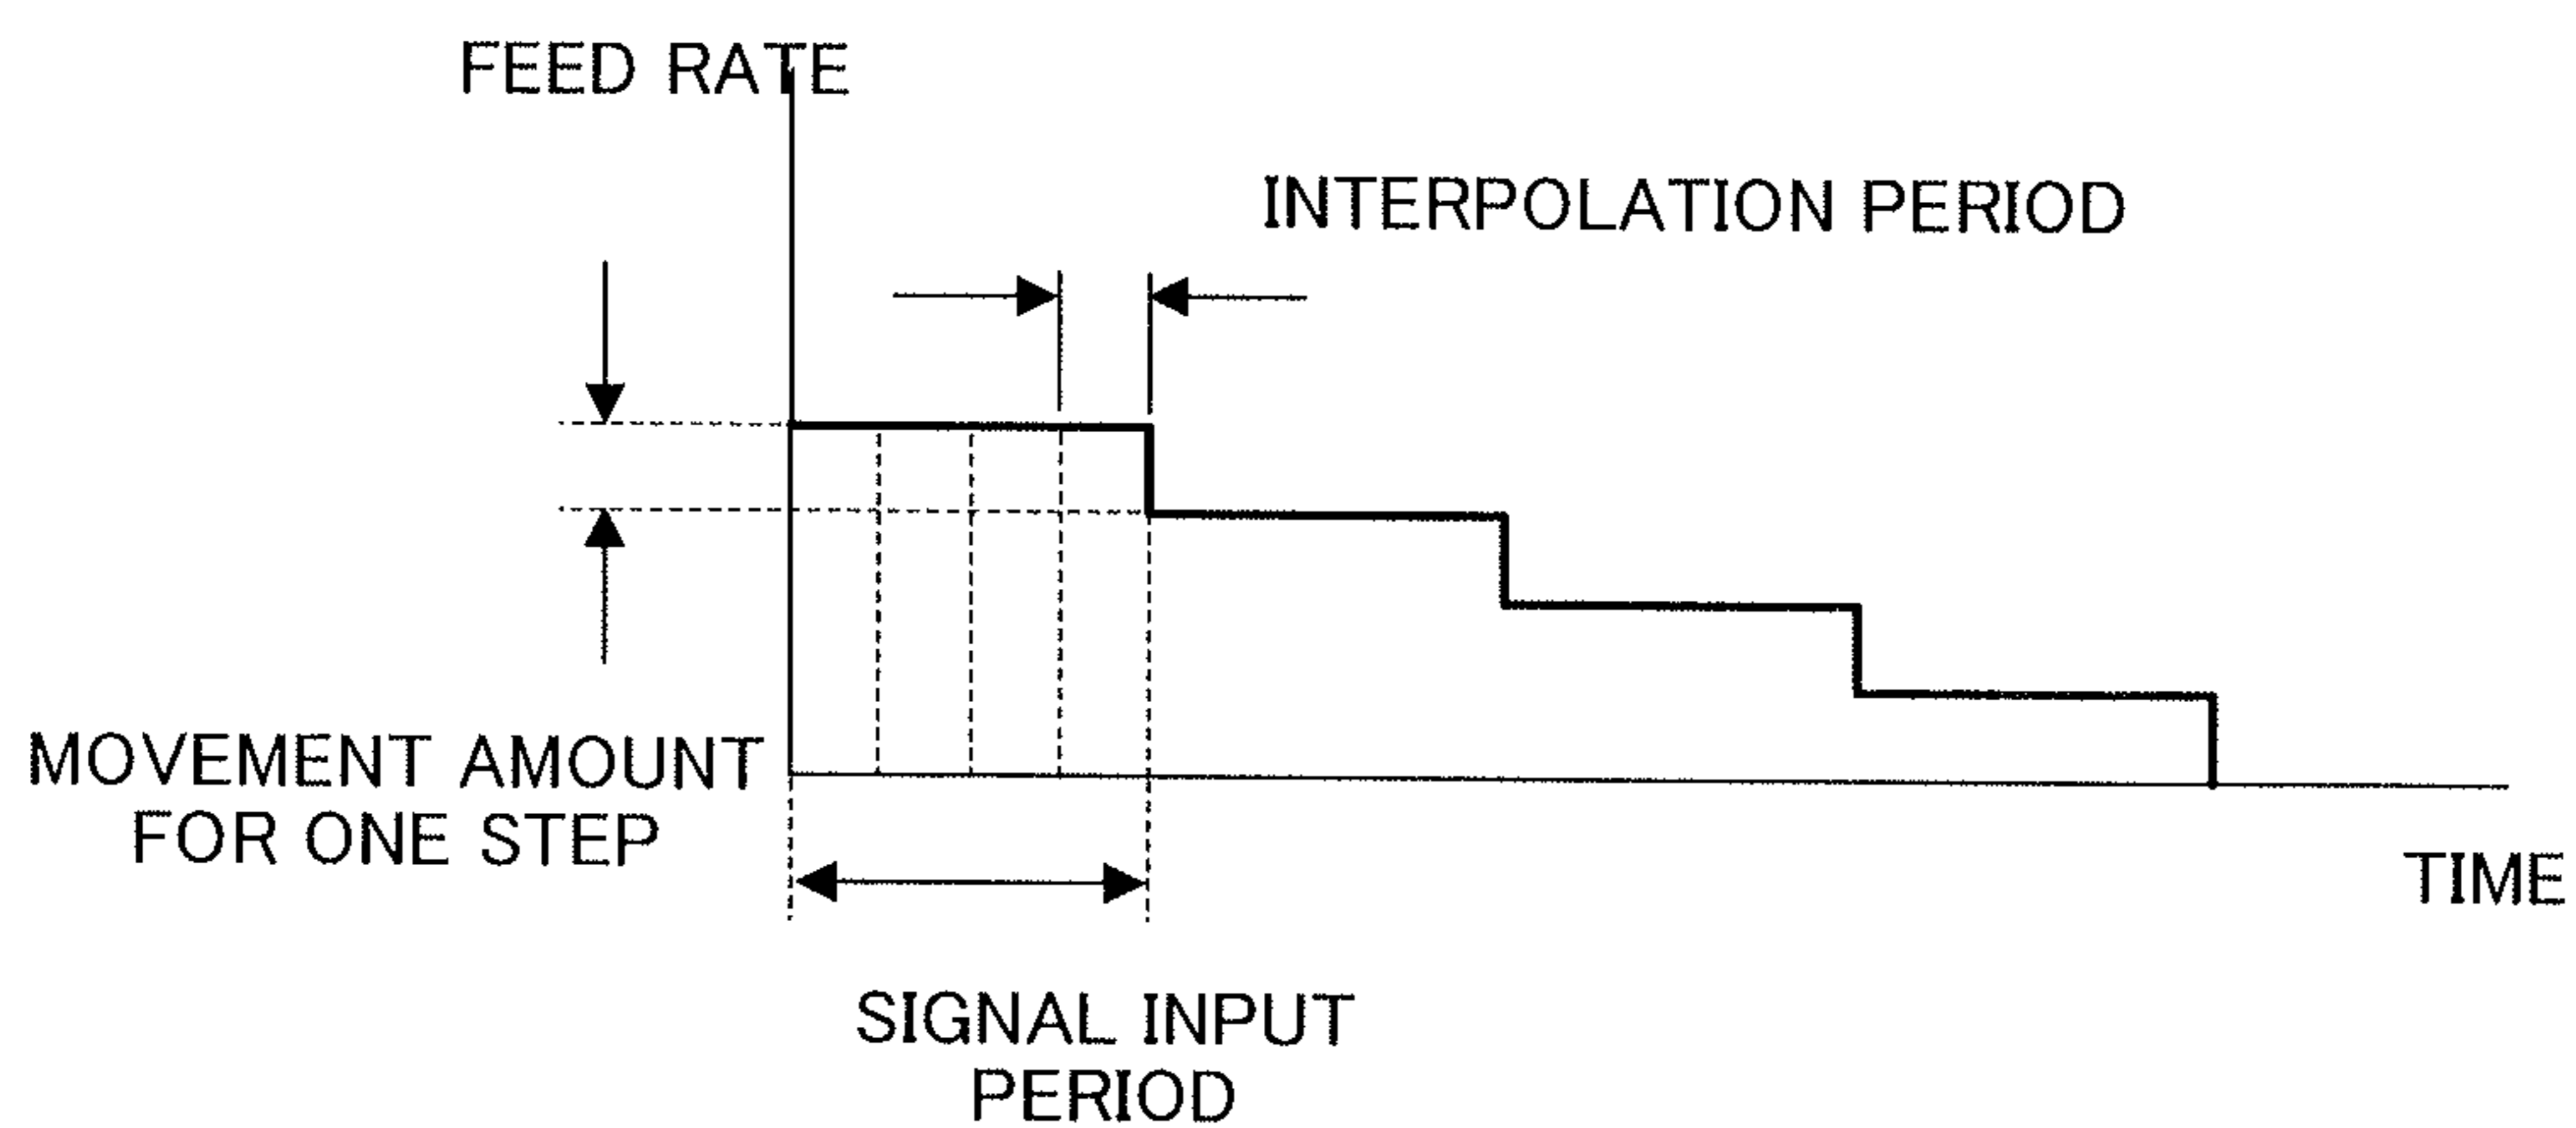 FEED RATE
INTERPOLATION PERIOD
MOVEMENT AMOUNT
FOR ONE STEP
TIME
SIGNAL INPUT
PERIOD